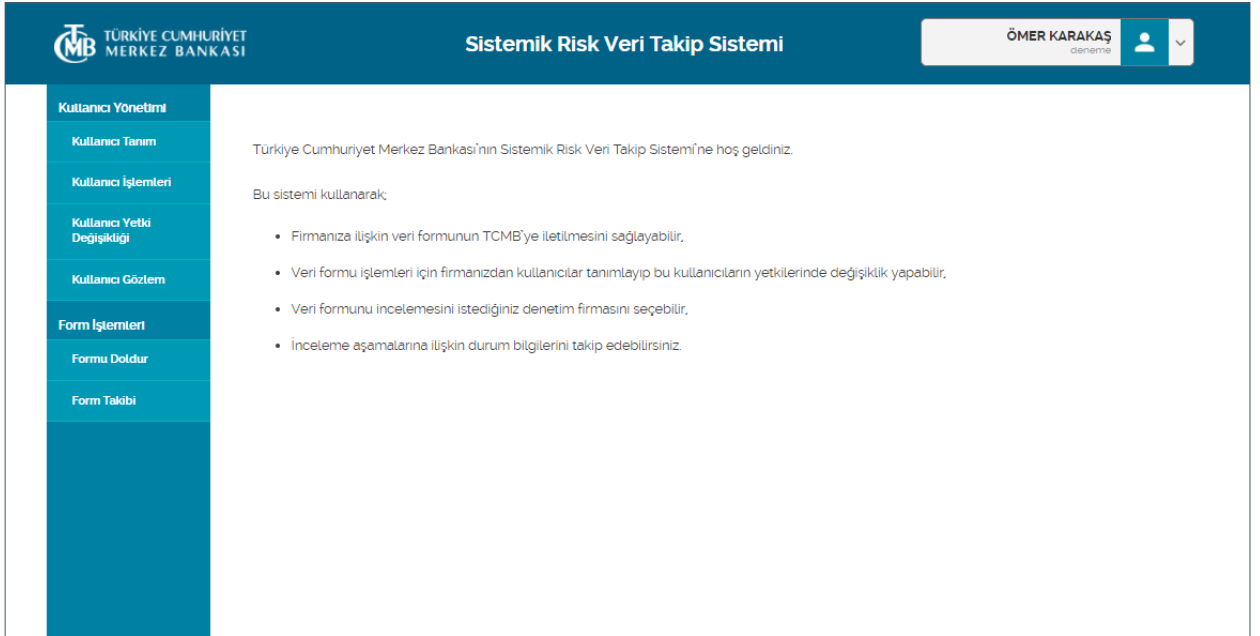 TCMB
TÜRKİYE CUMHURİYET
MERKEZ BANKASI
Sistemik Risk Veri Takip Sistemi
ÖMER KARAKAŞ
deneme
Kullanıcı Yönetimi
Kullanıcı Tanım
Kullanıcı İşlemleri
Kullanıcı Yetki
Değişikliği
Kullanıcı Gözlem
Form İşlemleri
Formu Doldur
Form Takibi
Türkiye Cumhuriyet Merkez Bankası'nın Sistemik Risk Veri Takip Sistemi'ne hoş geldiniz.
Bu sistemi kullanarak;
• Firmanıza ilişkin veri formunun TCMB'ye iletilmesini sağlayabilir,
• Veri formu işlemleri için firmanızdan kullanıcılar tanımlayıp bu kullanıcıların yetkilerinde değişiklik yapabilir,
• Veri formunu incelemesini istediğiniz denetim firmasını seçebilir,
• İnceleme aşamalarına ilişkin durum bilgilerini takip edebilirsiniz.